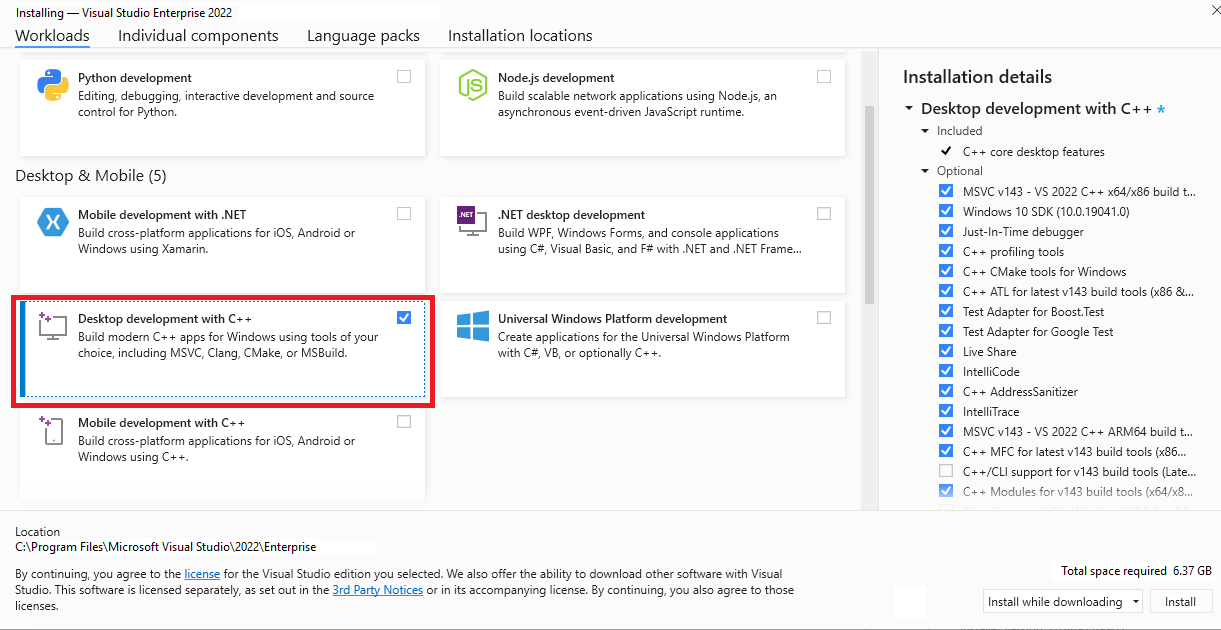 Installing — Visual Studio Enterprise 2022
Workloads
Individual components
Language packs
Installation locations
Python development
Editing, debugging, interactive development and source
control for Python.
JS
Node.js development
Build scalable network applications using Node.js, an
asynchronous event-driven JavaScript runtime.
Desktop & Mobile (5)
Mobile development with .NET
Build cross-platform applications for iOS, Android or
Windows using Xamarin.
.NET
.NET desktop development
Build WPF, Windows Forms, and console applications
using C#, Visual Basic, and F# with .NET and .NET Frame...
Desktop development with C++
Build modern C++ apps for Windows using tools of your
choice, including MSVC, Clang, CMake, or MSBuild.
Universal Windows Platform development
Create applications for the Universal Windows Platform
with C#, VB, or optionally C++.
Mobile development with C++
Build cross-platform applications for iOS, Android or
Windows using C++.
Installation details
Desktop development with C++ *
Included
C++ core desktop features
Optional
MSVC v143 - VS 2022 C++ x64/x86 build t...
Windows 10 SDK (10.0.19041.0)
Just-In-Time debugger
C++ profiling tools
C++ CMake tools for Windows
C++ ATL for latest v143 build tools (x86 &...
Test Adapter for Boost.Test
Test Adapter for Google Test
Live Share
IntelliCode
C++ AddressSanitizer
IntelliTrace
MSVC v143 - VS 2022 C++ ARM64 build t...
C++ MFC for latest v143 build tools (x86...
C++/CLI support for v143 build tools (Late...
C++ Modules for v143 build tools (x64/x8...
Location
C:\Program Files\Microsoft Visual Studio\2022\Enterprise
By continuing, you agree to the license for the Visual Studio edition you selected. We also offer the ability to download other software with Visual
Studio. This software is licensed separately, as set out in the 3rd Party Notices or in its accompanying license. By continuing, you also agree to those
licenses.
Total space required 6.37 GB
Install while downloading
Install